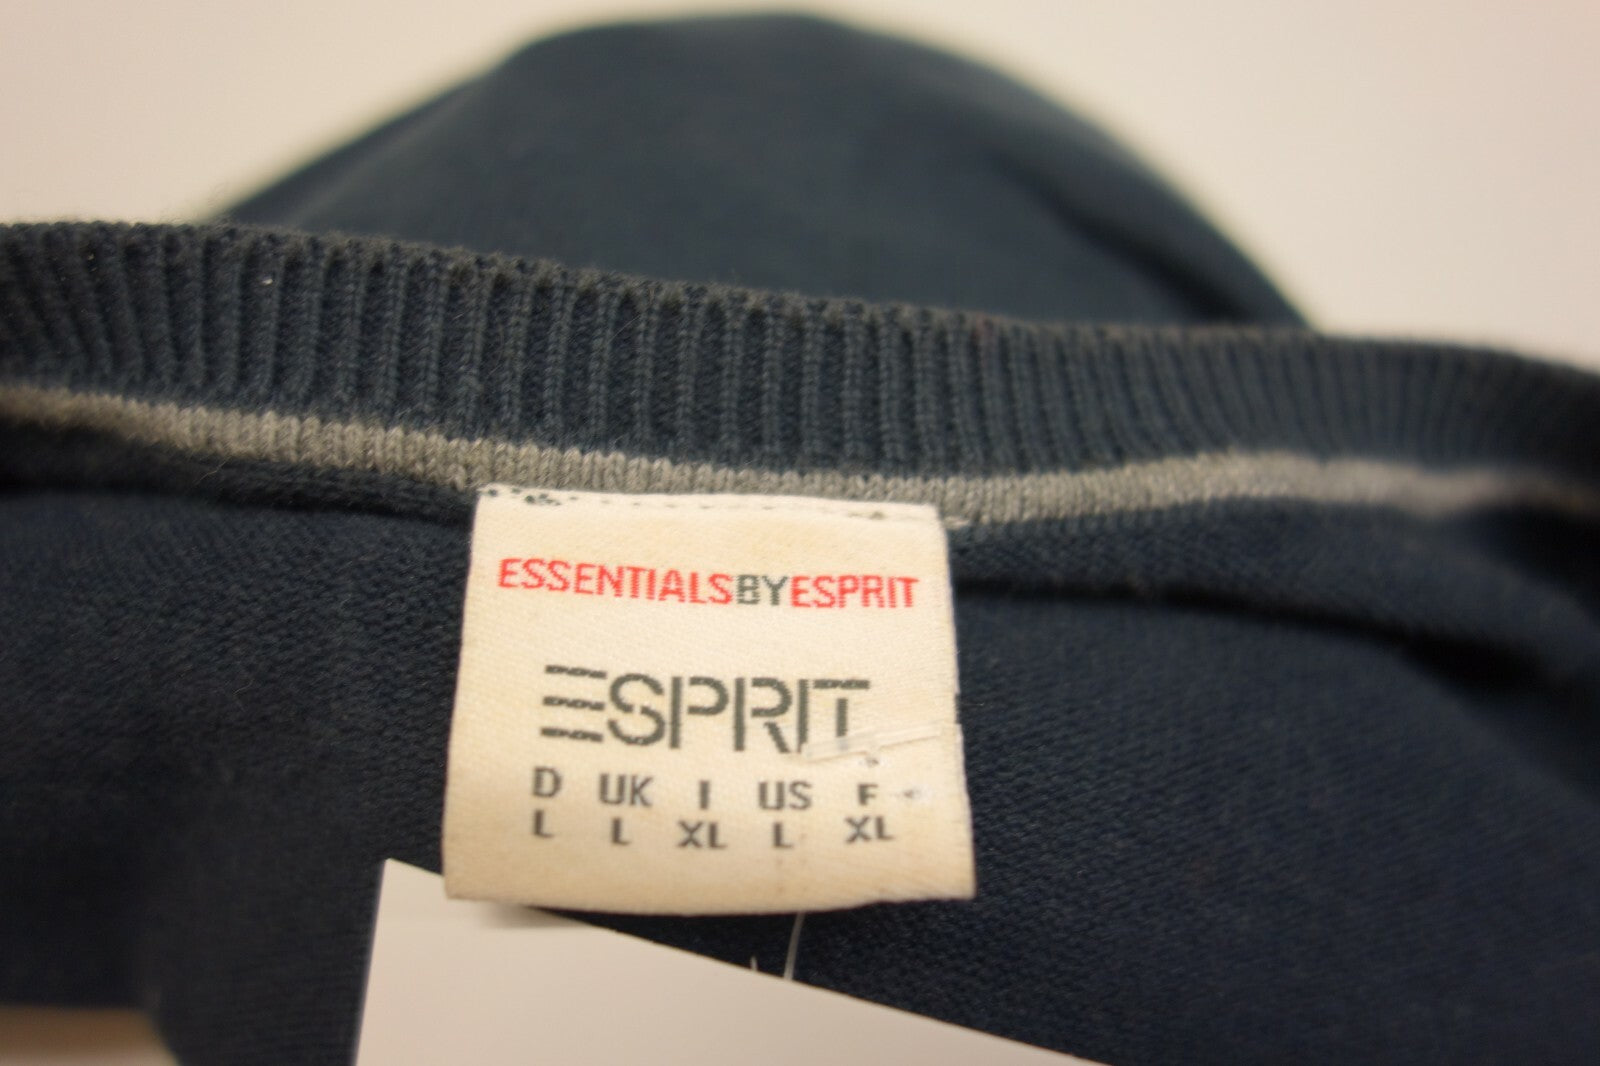 ESSENTIALSBYESPRIT
ESPRIT
D UK I US F
L L XL L XL